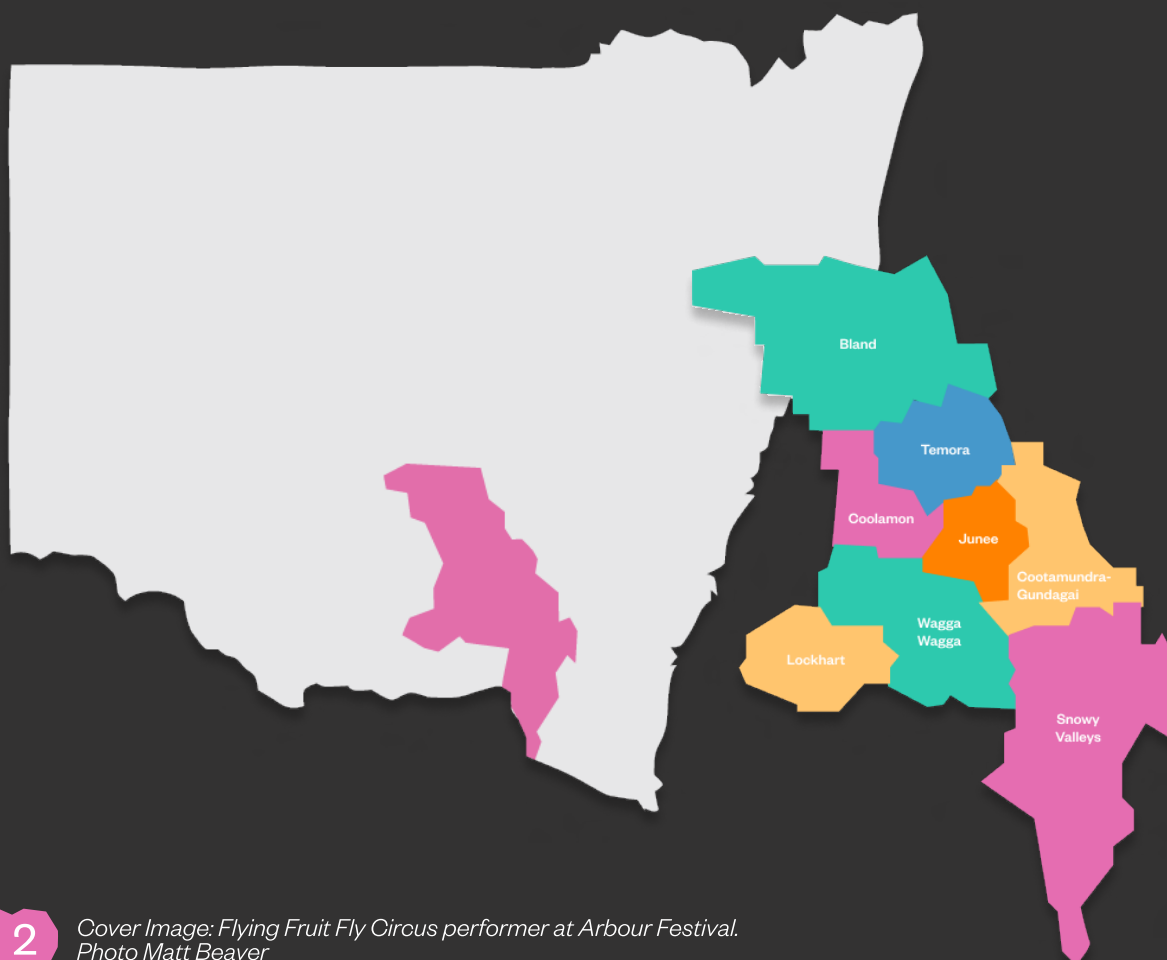 Bland
Temora
Coolamon
Junee
Cootamundra-
Gundagai
Wagga
Wagga
Lockhart
Snowy
Valleys
2
Cover Image: Flying Fruit Fly Circus performer at Arbour Festival.
Photo Matt Beaver